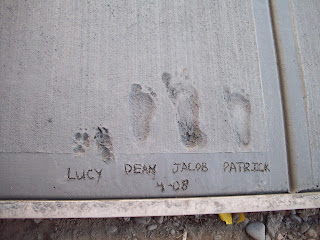 LUCY DEAN JACOB PATRICK
4-08